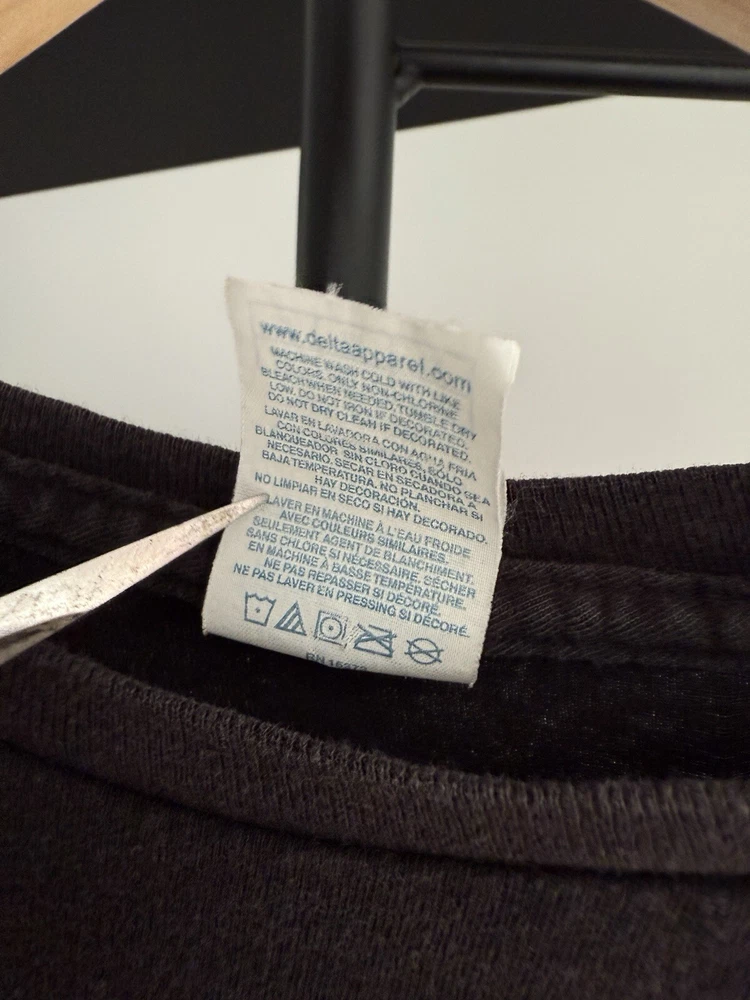 www.deltaapparel.com
MACHINE WASH COLD WITH LIKE
COLORS. ONLY NON-CHLORINE
BLEACH WHEN NEEDED. TUMBLE DRY
LOW. DO NOT IRON IF DECORATED.
DO NOT DRY CLEAN IF DECORATED.
LAVAR EN LAVADORA CON AGUA FRIA
CON COLORES SIMILARES. SOLO
BLANQUEADOR SIN CLORO CUANDO SEA
NECESARIO. SECAR EN SECADORA A
BAJA TEMPERATURA. NO PLANCHAR SI
HAY DECORACIÓN.
NO LIMPIAR EN SECO SI HAY DECORADO.
LAVER EN MACHINE À L'EAU FROIDE
AVEC COULEURS SIMILAIRES.
SEULEMENT AGENT DE BLANCHIMENT.
SANS CHLORE SI NÉCESSAIRE. SÉCHER
EN MACHINE À BASSE TEMPÉRATURE.
NE PAS REPASSER SI DÉCORÉ.
NE PAS LAVER EN PRESSING SI DÉCORÉ.
RN